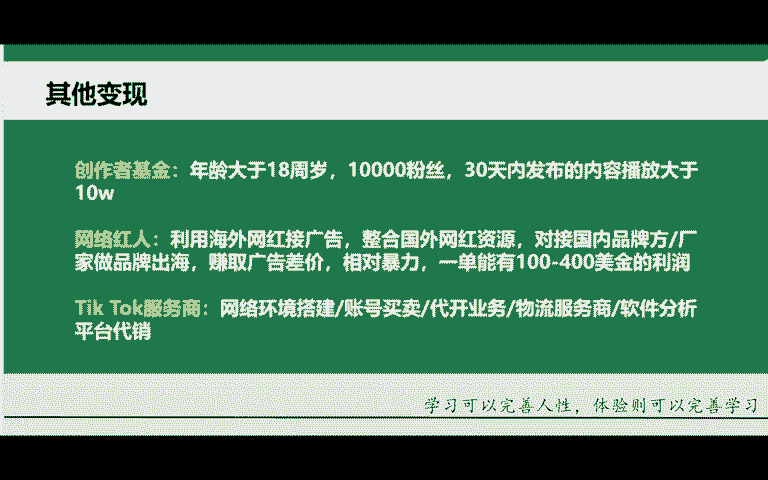 其他变现
创作者基金：年龄大于18周岁，10000粉丝，30天内发布的内容播放大于
10w
网络红人：利用海外网红接广告，整合国外网红资源，对接国内品牌方/厂
家做品牌出海，赚取广告差价，相对暴力，一单能有100-400美金的利润
Tik Tok服务商：网络环境搭建/账号买卖/代开业务/物流服务商/软件分析
平台代销
学习可以完善人性，体验则可以完善学习